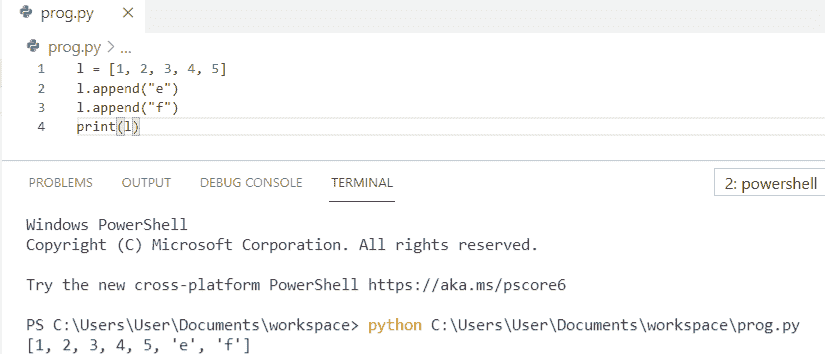 prog.py ×
prog.py > ...
1 l = [1, 2, 3, 4, 5]
2 l.append("e")
3 l.append("f")
4 print(l)
PROBLEMS OUTPUT DEBUG CONSOLE TERMINAL 2: powershell
Windows PowerShell
Copyright (C) Microsoft Corporation. All rights reserved.
Try the new cross-platform PowerShell https://aka.ms/pscore6
PS C:\Users\User\Documents\workspace> python C:\Users\User\Documents\workspace\prog.py
[1, 2, 3, 4, 5, 'e', 'f']